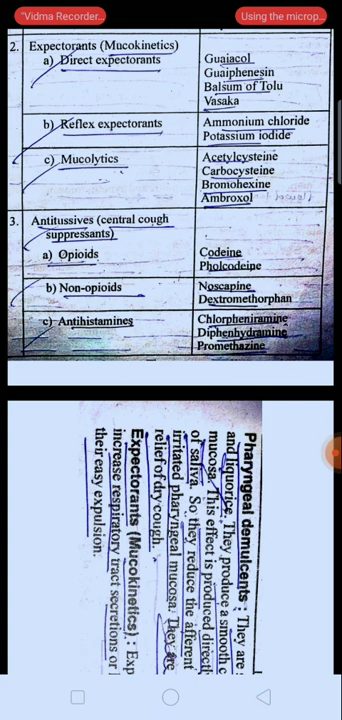 "Vidma Recorder...
Using the microp...
2. Expectorants (Mucokinetics)
a) Direct expectorants
Guaiacol
Guaiphenesin
Balsum of Tolu
Vasaka
b) Reflex expectorants
Ammonium chloride
Potassium iodide
c) Mucolytics
Acetylcysteine
Carbocysteine
Bromohexine
Ambroxol
3. Antitussives (central cough
suppressants)
a) Opioids
Codeine
Pholcodeine
b) Non-opioids
Noscapine
Dextromethorphan
c) Antihistamines
Chlorpheniramine
Diphenhydramine
Promethazine
Pharyngeal demulcents : They are
and liquorice. They produce a smooth c
mucosa. This effect is produced directl
of saliva. So they reduce the afferent
irritated pharyngeal mucosa. They are
relief of dry cough.
Expectorants (Mucokinetics) : Exp
increase respiratory tract secretions or
their easy expulsion.